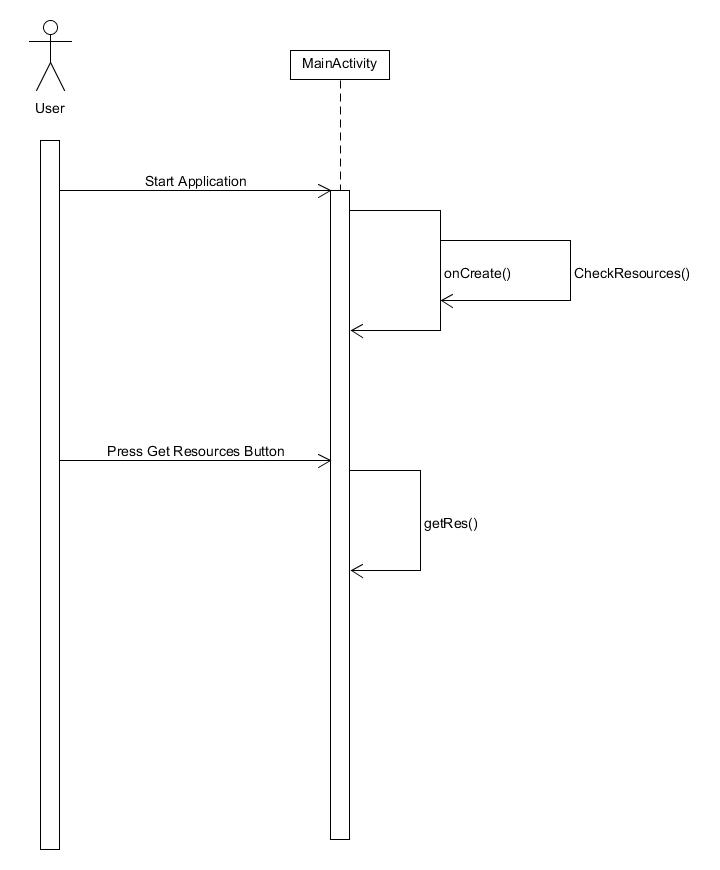 User
MainActivity
Start Application
onCreate()
CheckResources()
Press Get Resources Button
getRes()